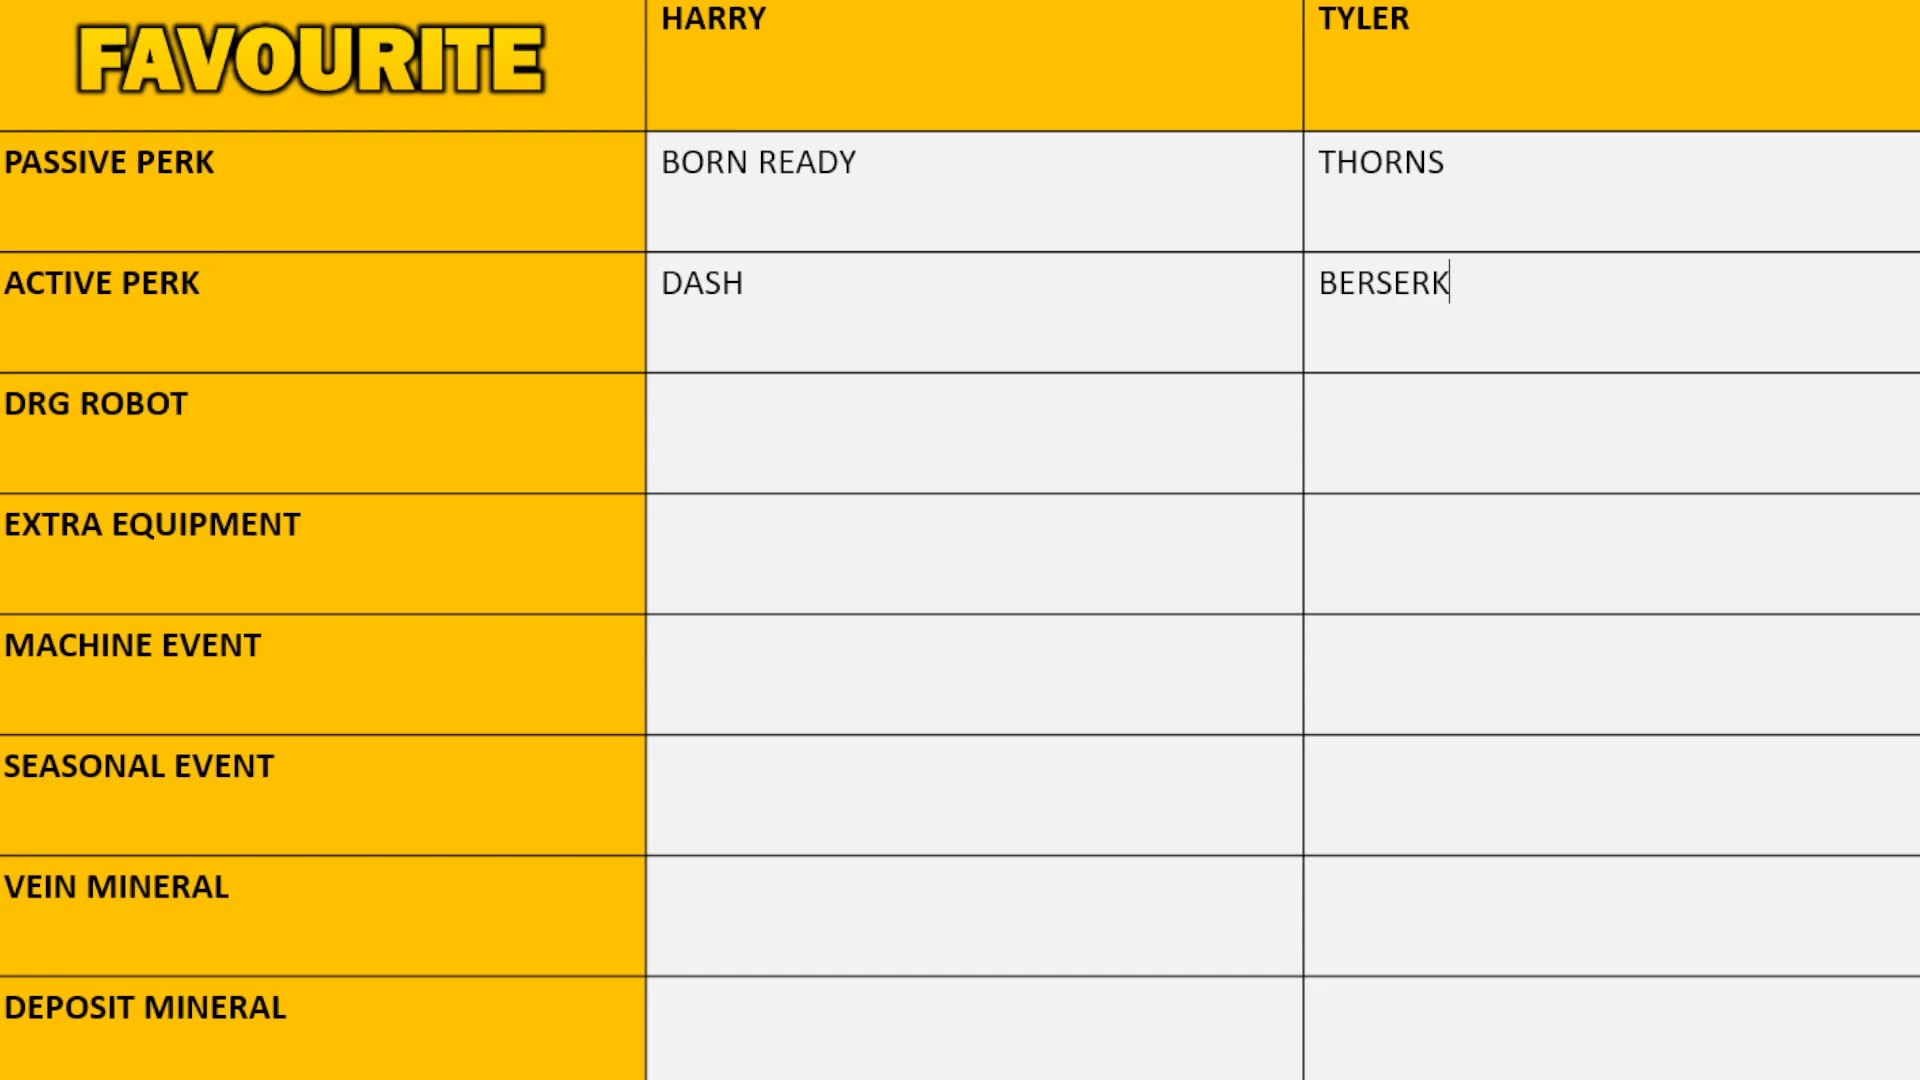 FAVOURITE HARRY TYLER
PASSIVE PERK BORN READY THORNS
ACTIVE PERK DASH BERSERK
DRG ROBOT
EXTRA EQUIPMENT
MACHINE EVENT
SEASONAL EVENT
VEIN MINERAL
DEPOSIT MINERAL